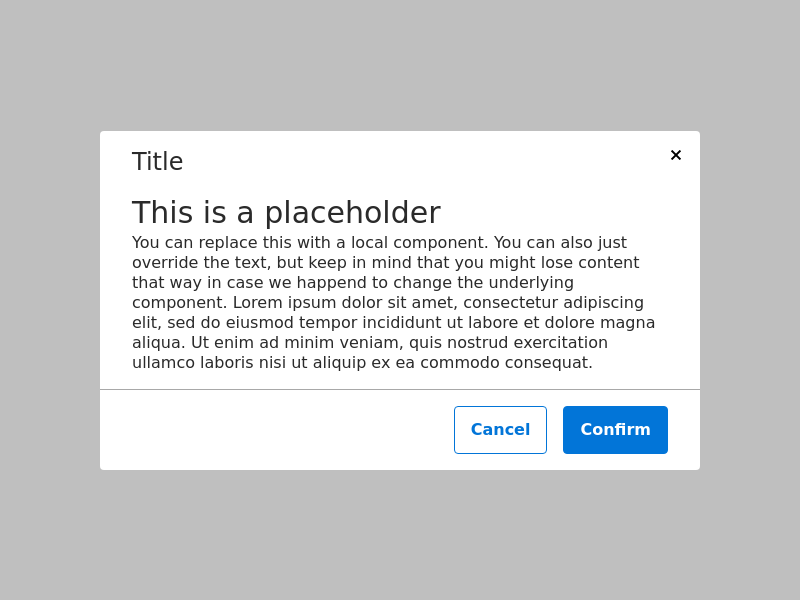 Title
×
This is a placeholder
You can replace this with a local component. You can also just
override the text, but keep in mind that you might lose content
that way in case we happend to change the underlying
component. Lorem ipsum dolor sit amet, consectetur adipiscing
elit, sed do eiusmod tempor incididunt ut labore et dolore magna
aliqua. Ut enim ad minim veniam, quis nostrud exercitation
ullamco laboris nisi ut aliquip ex ea commodo consequat.
Cancel
Confirm